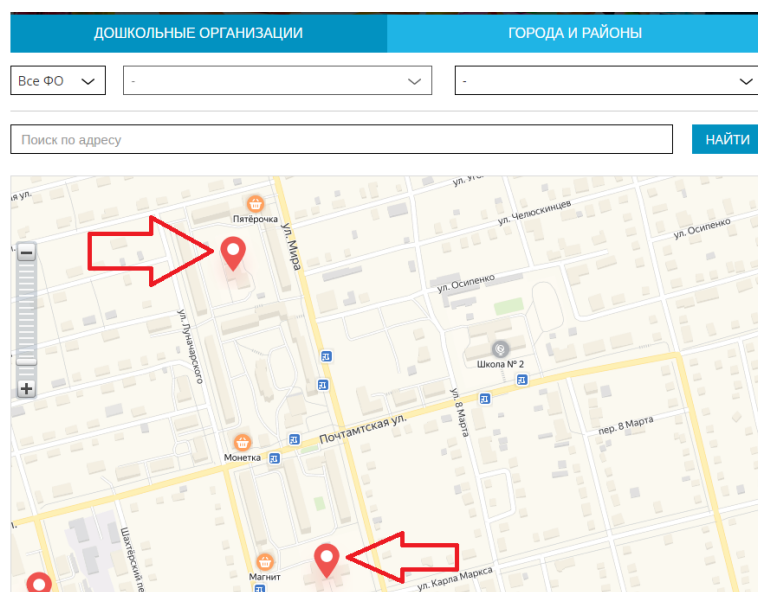 ДОШКОЛЬНЫЕ ОРГАНИЗАЦИИ
ГОРОДА И РАЙОНЫ
Все ФО
-
-
Поиск по адресу
НАЙТИ
Пятёрочка
ул. Мира
ул. Челюскинцев
ул. Осипенко
ул. Осипенко
ул. Луначарского
Школа № 2
ул. 8 Марта
пер. 8 Марта
Почтамтская ул.
Монетка
Шахтёрский
Магнит
ул. Карла Маркса